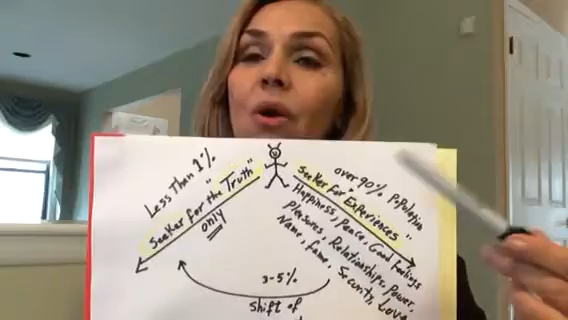 Less Than 1%
Seeker for the "Truth"
only
over 90% Population
"Seeker for Experiences"
Happiness, Peace, Good Feelings
Pleasures, Relationships, Power,
Name, Fame, Security, Love
3-5%
Shift of